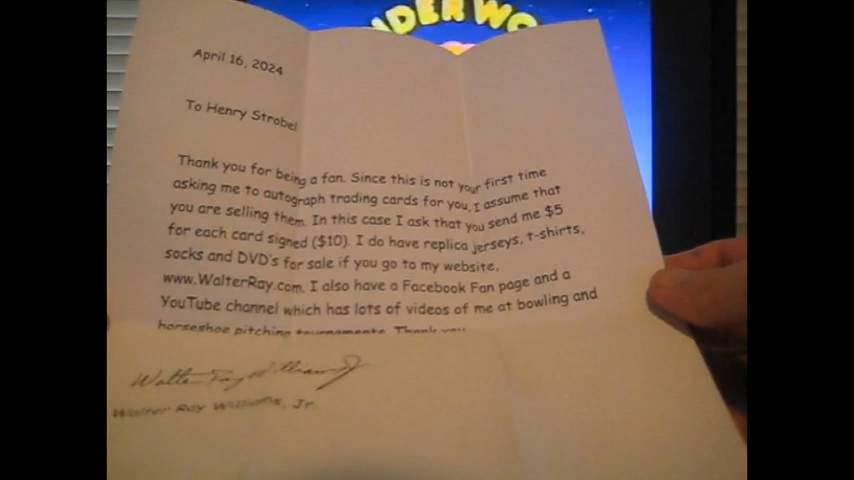 UNDER WO
April 16, 2024
To Henry Strobel
Thank you for being a fan. Since this is not your first time
asking me to autograph trading cards for you, I assume that
you are selling them. In this case I ask that you send me $5
for each card signed ($10). I do have replica jerseys, t-shirts,
socks and DVD's for sale if you go to my website,
www.WalterRay.com. I also have a Facebook Fan page and a
YouTube channel which has lots of videos of me at bowling and
horseshoe pitching tournaments. Thank you
Walter Ray Williams Jr
Walter Ray Williams, Jr.